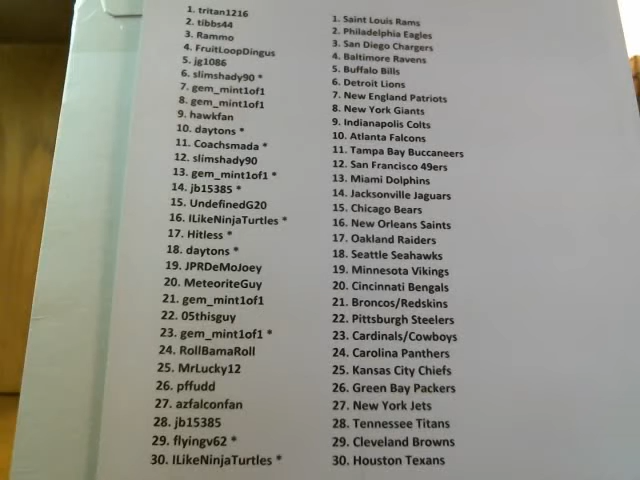 1. tritan1216
2. tibbs44
3. Rammo
4. FruitLoopDingus
5. jg1086
6. slimshady90 *
7. gem_mint1of1
8. gem_mint1of1
9. hawkfan
10. daytons *
11. Coachsmada *
12. slimshady90
13. gem_mint1of1 *
14. jb15385 *
15. UndefinedG20
16. ILikeNinjaTurtles *
17. Hitless *
18. daytons *
19. JPRDeMoJoey
20. MeteoriteGuy
21. gem_mint1of1
22. 05thisguy
23. gem_mint1of1 *
24. RollBamaRoll
25. MrLucky12
26. pffudd
27. azfalconfan
28. jb15385
29. flyingv62 *
30. ILikeNinjaTurtles *
1. Saint Louis Rams
2. Philadelphia Eagles
3. San Diego Chargers
4. Baltimore Ravens
5. Buffalo Bills
6. Detroit Lions
7. New England Patriots
8. New York Giants
9. Indianapolis Colts
10. Atlanta Falcons
11. Tampa Bay Buccaneers
12. San Francisco 49ers
13. Miami Dolphins
14. Jacksonville Jaguars
15. Chicago Bears
16. New Orleans Saints
17. Oakland Raiders
18. Seattle Seahawks
19. Minnesota Vikings
20. Cincinnati Bengals
21. Broncos/Redskins
22. Pittsburgh Steelers
23. Cardinals/Cowboys
24. Carolina Panthers
25. Kansas City Chiefs
26. Green Bay Packers
27. New York Jets
28. Tennessee Titans
29. Cleveland Browns
30. Houston Texans